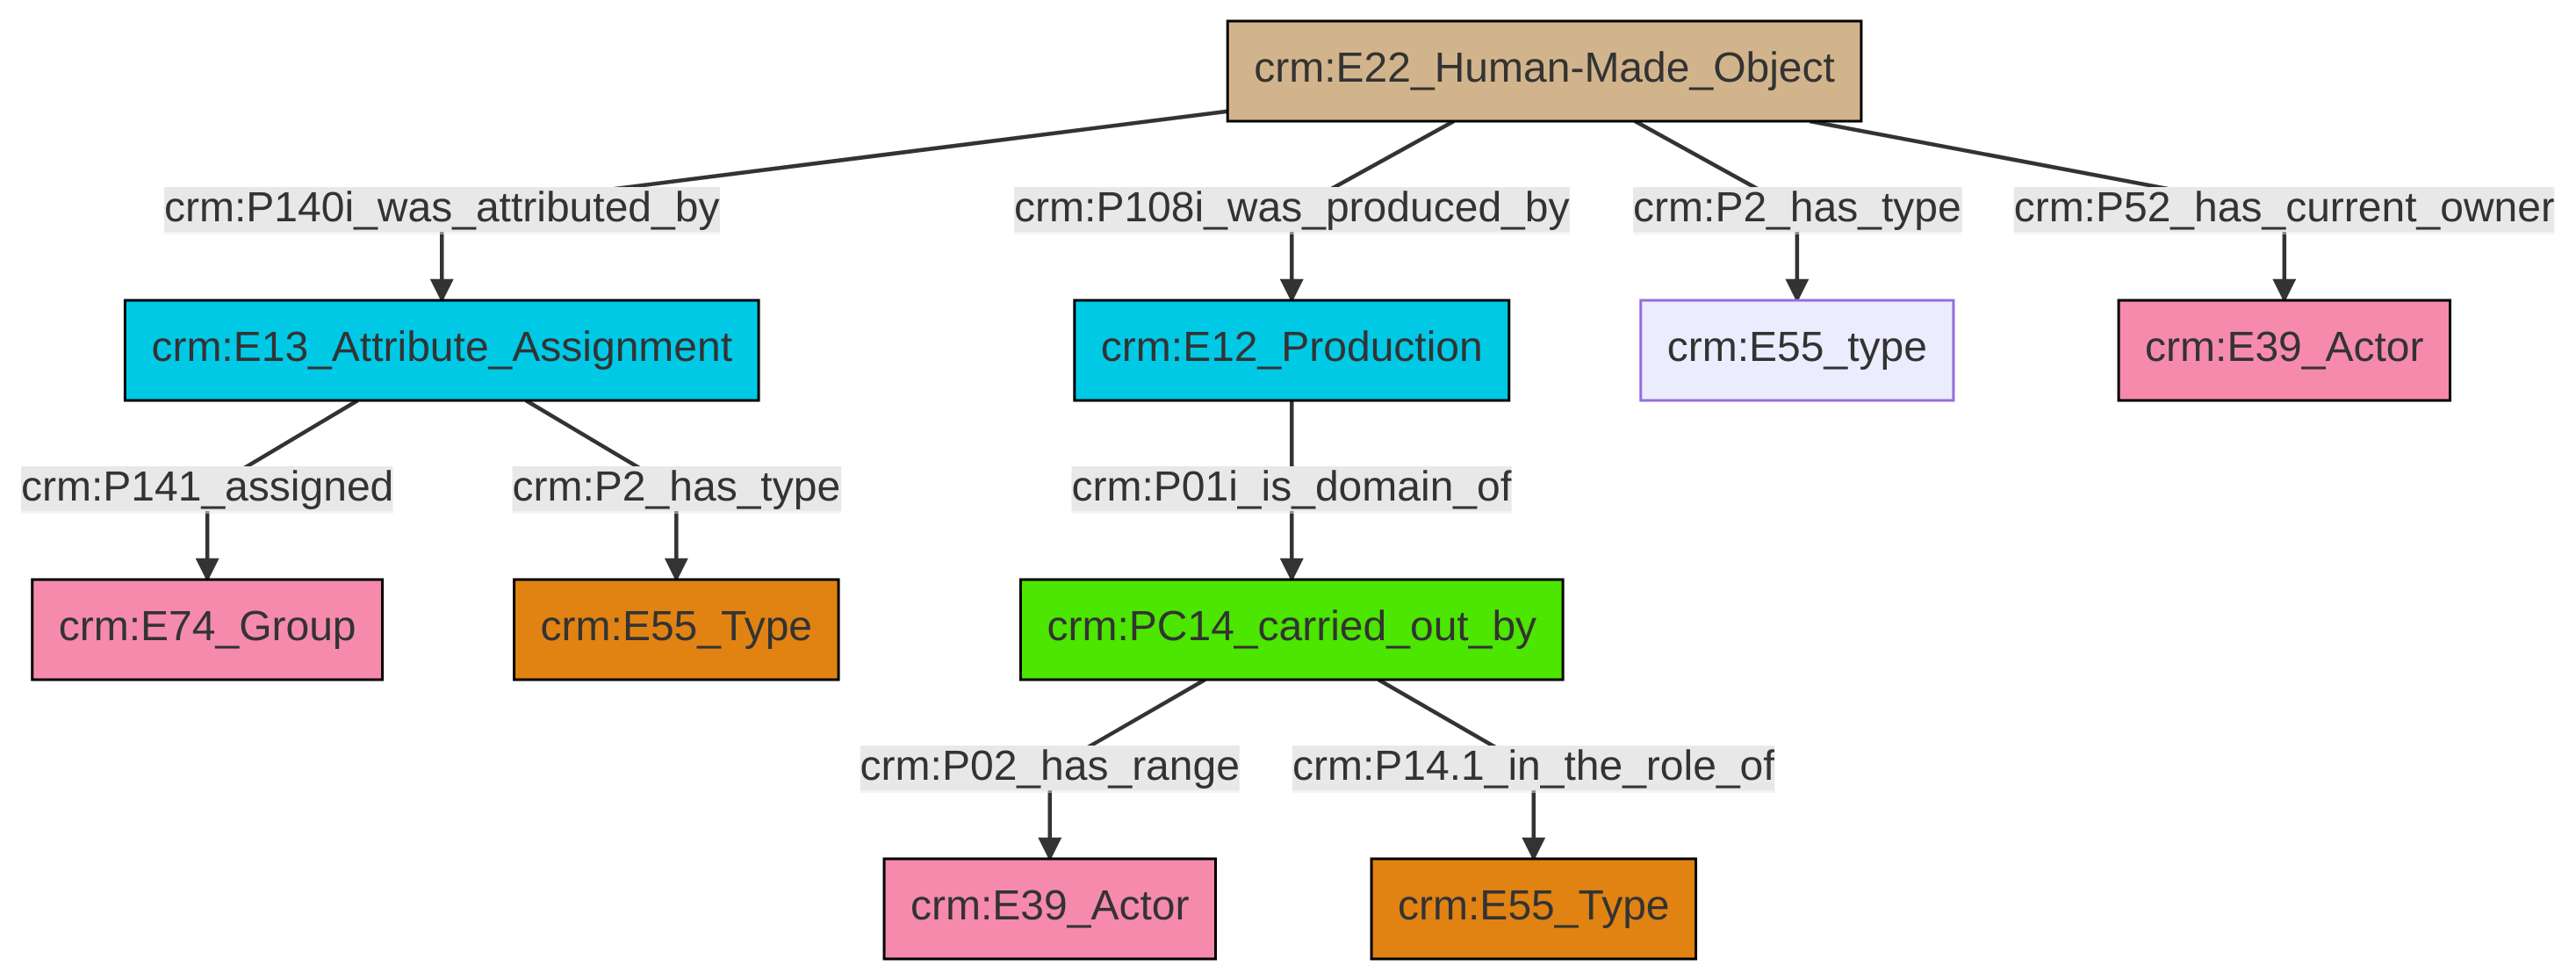 crm:E22_Human-Made_Object
crm:P140i_was_attributed_by
crm:P108i_was_produced_by
crm:P2_has_type
crm:P52_has_current_owner
crm:E13_Attribute_Assignment
crm:E12_Production
crm:E55_type
crm:E39_Actor
crm:P141_assigned
crm:P2_has_type
crm:P01i_is_domain_of
crm:E74_Group
crm:E55_Type
crm:PC14_carried_out_by
crm:P02_has_range
crm:P14.1_in_the_role_of
crm:E39_Actor
crm:E55_Type